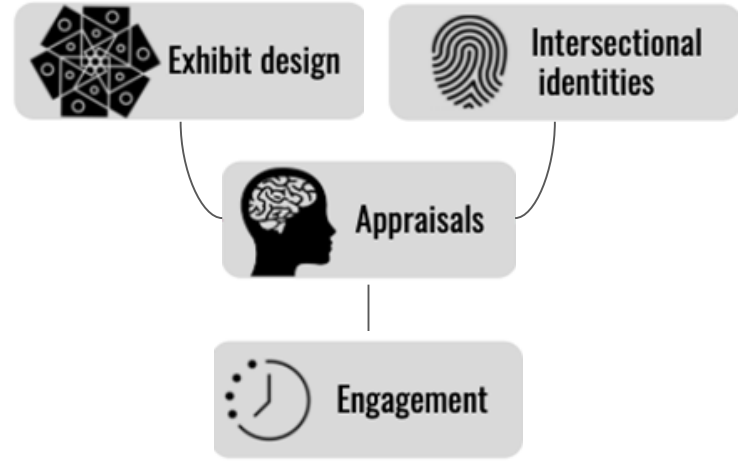 Exhibit design
Intersectional
identities
Appraisals
Engagement